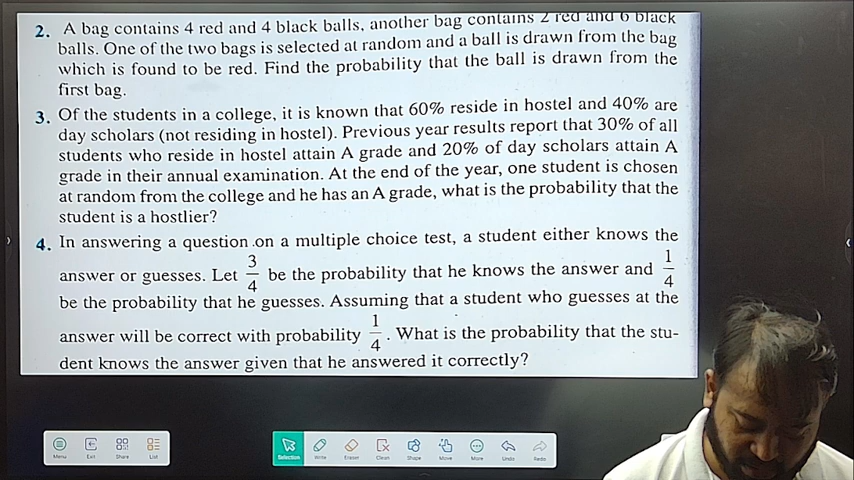 2. A bag contains 4 red and 4 black balls, another bag contains 2 red and 6 black
balls. One of the two bags is selected at random and a ball is drawn from the bag
which is found to be red. Find the probability that the ball is drawn from the
first bag.
3. Of the students in a college, it is known that 60% reside in hostel and 40% are
day scholars (not residing in hostel). Previous year results report that 30% of all
students who reside in hostel attain A grade and 20% of day scholars attain A
grade in their annual examination. At the end of the year, one student is chosen
at random from the college and he has an A grade, what is the probability that the
student is a hostlier?
4. In answering a question on a multiple choice test, a student either knows the
answer or guesses. Let 3/4 be the probability that he knows the answer and 1/4
be the probability that he guesses. Assuming that a student who guesses at the
answer will be correct with probability 1/4. What is the probability that the stu-
dent knows the answer given that he answered it correctly?
Menu Exit Share List Selection Write Eraser Clean Shape Move More Undo Redo